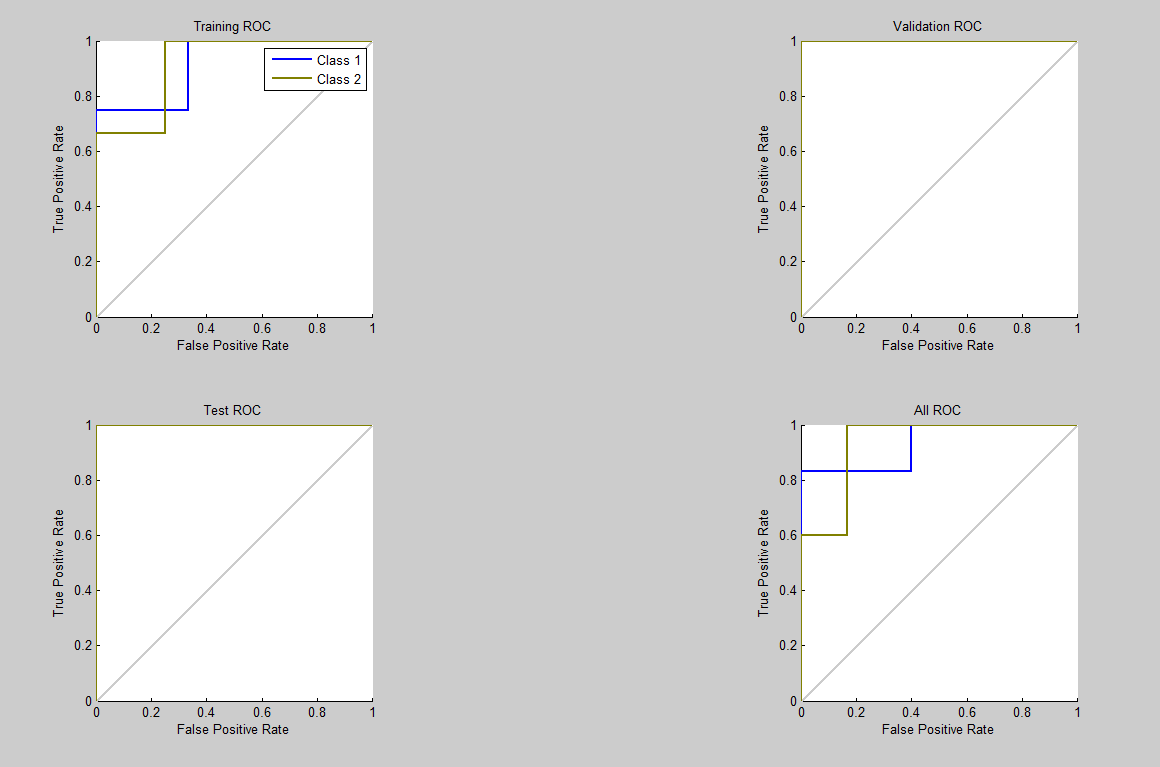 Training ROC
1
0.8
0.6
0.4
0.2
0
True Positive Rate
Class 1
Class 2
0 0.2 0.4 0.6 0.8 1
False Positive Rate
Validation ROC
1
0.8
0.6
0.4
0.2
0
True Positive Rate
0 0.2 0.4 0.6 0.8 1
False Positive Rate
Test ROC
1
0.8
0.6
0.4
0.2
0
True Positive Rate
0 0.2 0.4 0.6 0.8 1
False Positive Rate
All ROC
1
0.8
0.6
0.4
0.2
0
True Positive Rate
0 0.2 0.4 0.6 0.8 1
False Positive Rate